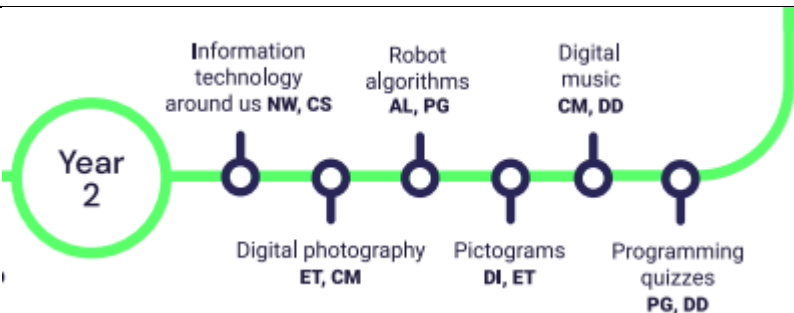 Year
2
Information
technology
around us NW, CS
Digital photography
ET, CM
Robot
algorithms
AL, PG
Pictograms
DI, ET
Digital
music
CM, DD
Programming
quizzes
PG, DD